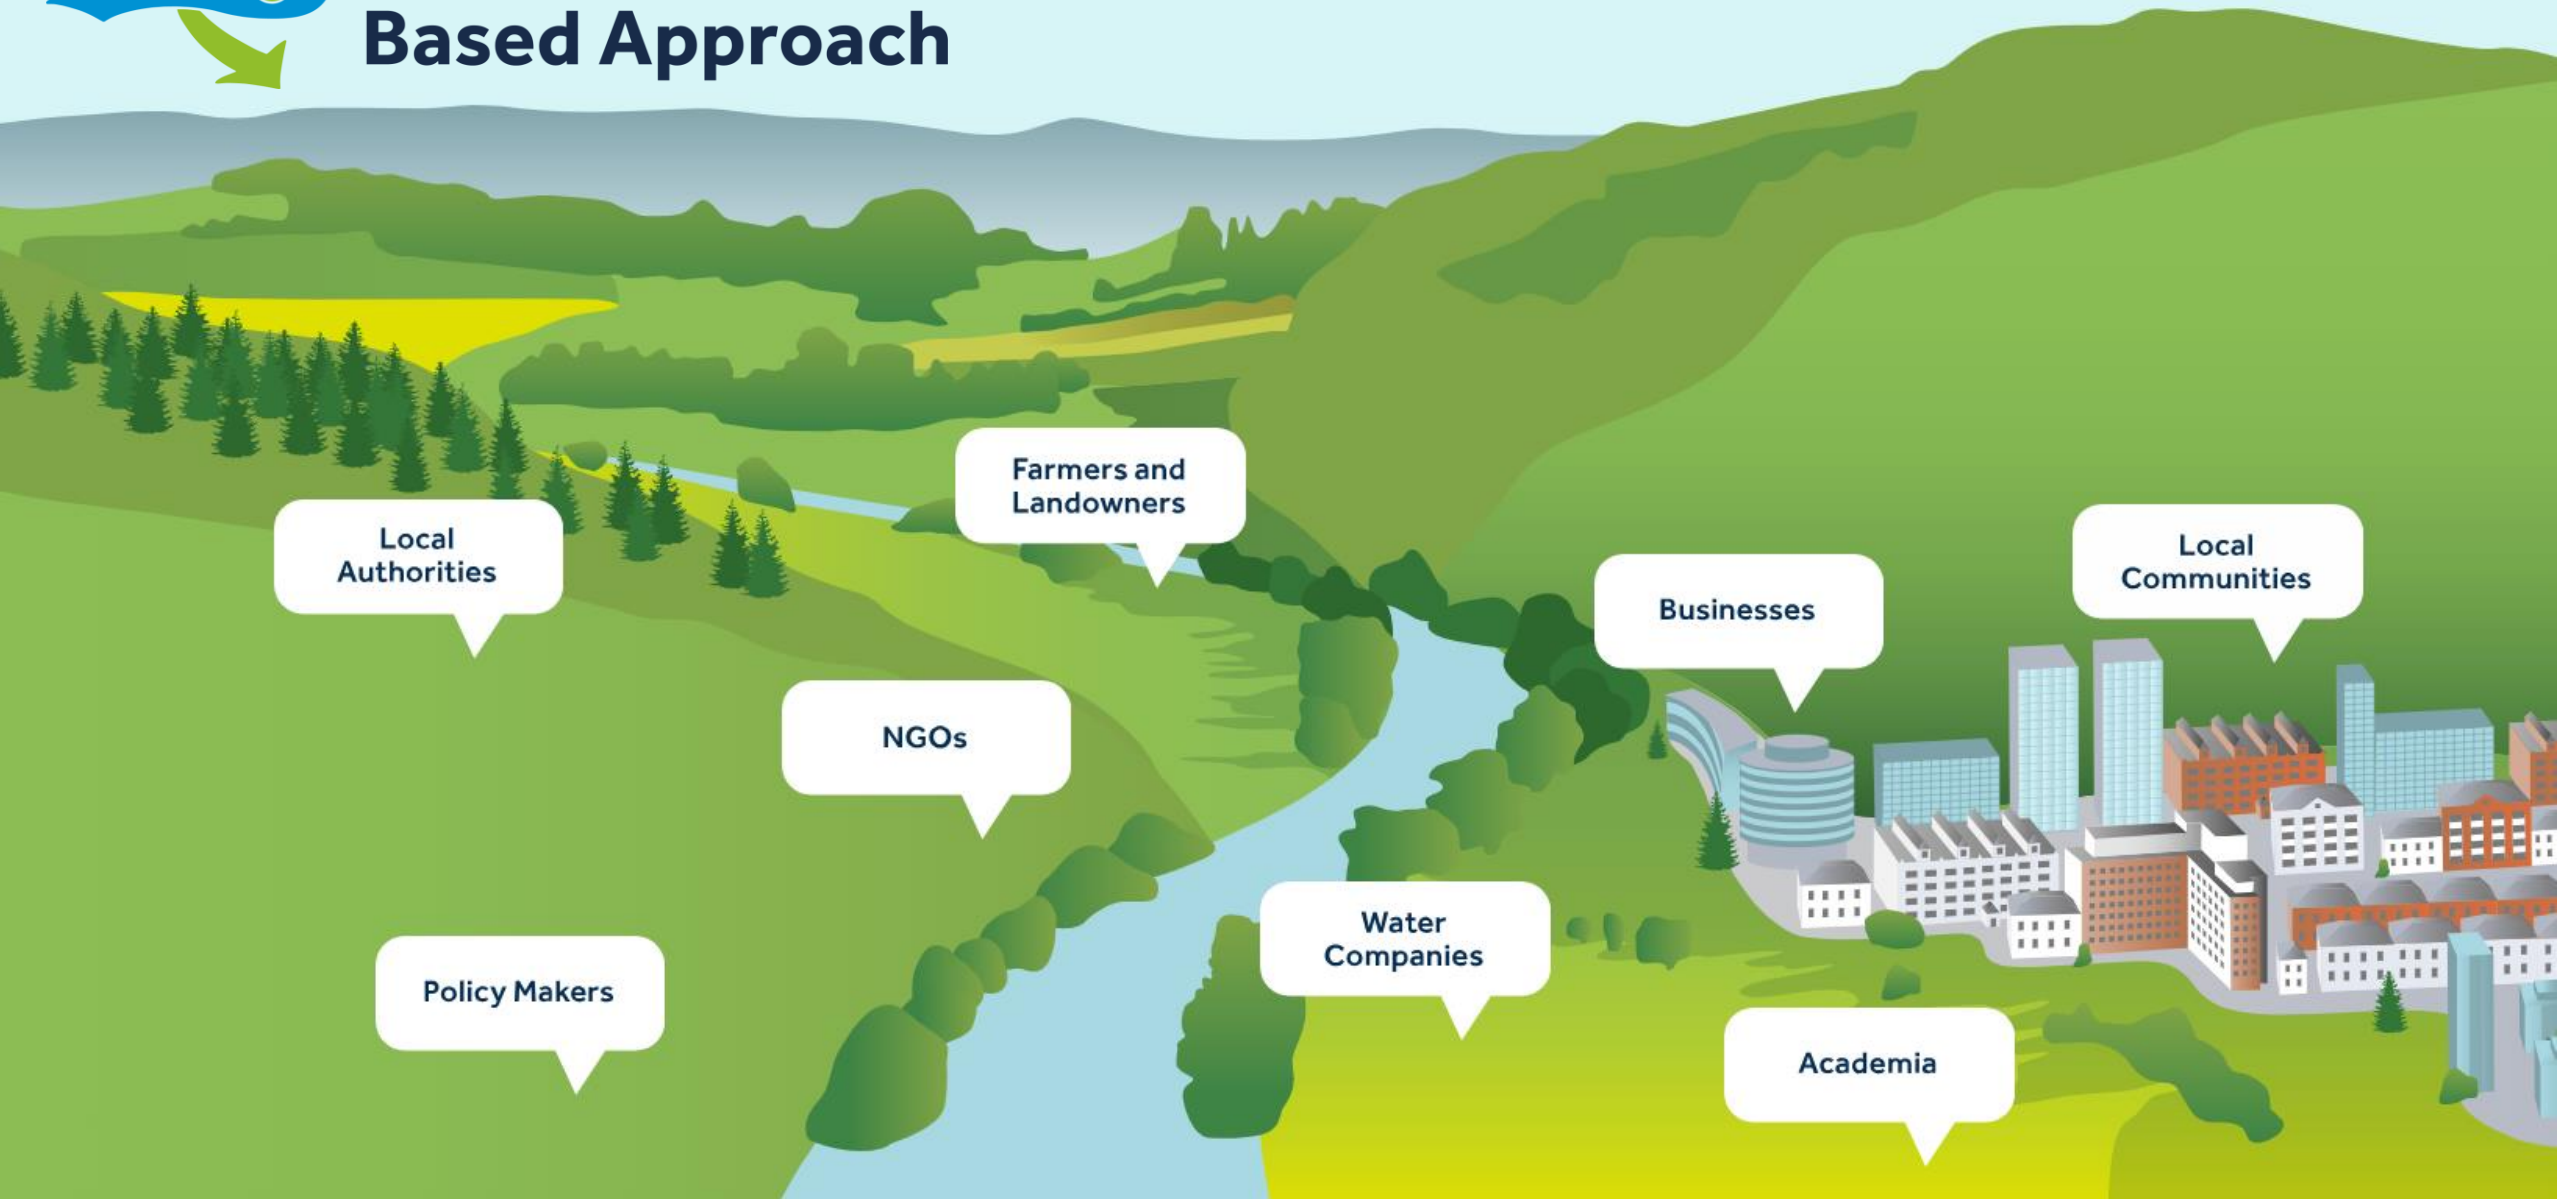 Based Approach
Farmers and
Landowners
Local
Authorities
Local
Communities
Businesses
NGOs
Water
Companies
Policy Makers
Academia